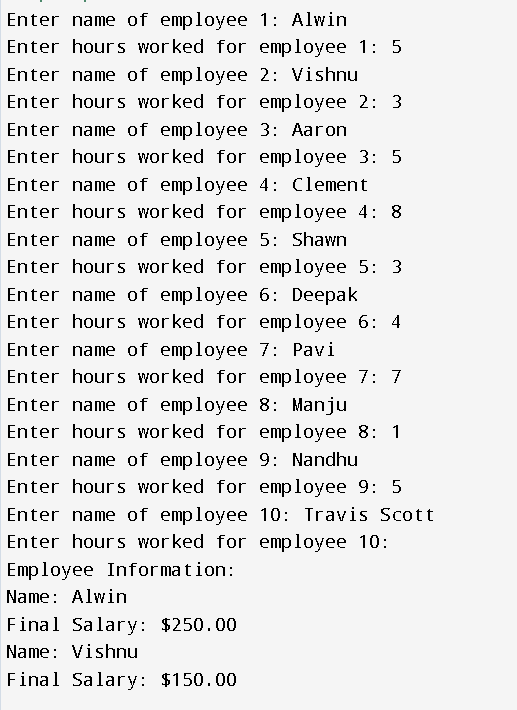 Enter name of employee 1: Alwin
Enter hours worked for employee 1: 5
Enter name of employee 2: Vishnu
Enter hours worked for employee 2: 3
Enter name of employee 3: Aaron
Enter hours worked for employee 3: 5
Enter name of employee 4: Clement
Enter hours worked for employee 4: 8
Enter name of employee 5: Shawn
Enter hours worked for employee 5: 3
Enter name of employee 6: Deepak
Enter hours worked for employee 6: 4
Enter name of employee 7: Pavi
Enter hours worked for employee 7: 7
Enter name of employee 8: Manju
Enter hours worked for employee 8: 1
Enter name of employee 9: Nandhu
Enter hours worked for employee 9: 5
Enter name of employee 10: Travis Scott
Enter hours worked for employee 10:
Employee Information:
Name: Alwin
Final Salary: $250.00
Name: Vishnu
Final Salary: $150.00